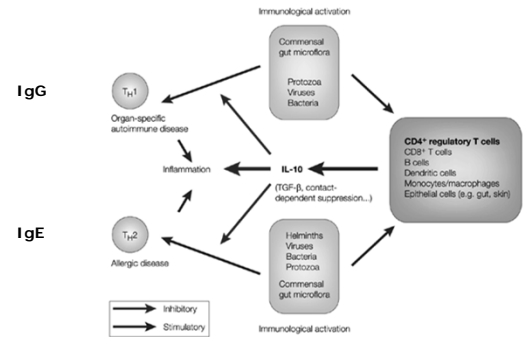 Immunological activation
Commensal
gut microflora
Protozoa
Viruses
Bacteria
IgG
TH1
Organ-specific
autoimmune disease
CD4+ regulatory T cells
CD8+ T cells
B cells
Dendritic cells
Monocytes/macrophages
Epithelial cells (e.g. gut, skin)
Inflammation
IL-10
(TGF-β, contact-
dependent suppression...)
IgE
TH2
Allergic disease
Helminths
Viruses
Bacteria
Protozoa
Commensal
gut microflora
Inhibitory
Stimulatory
Immunological activation